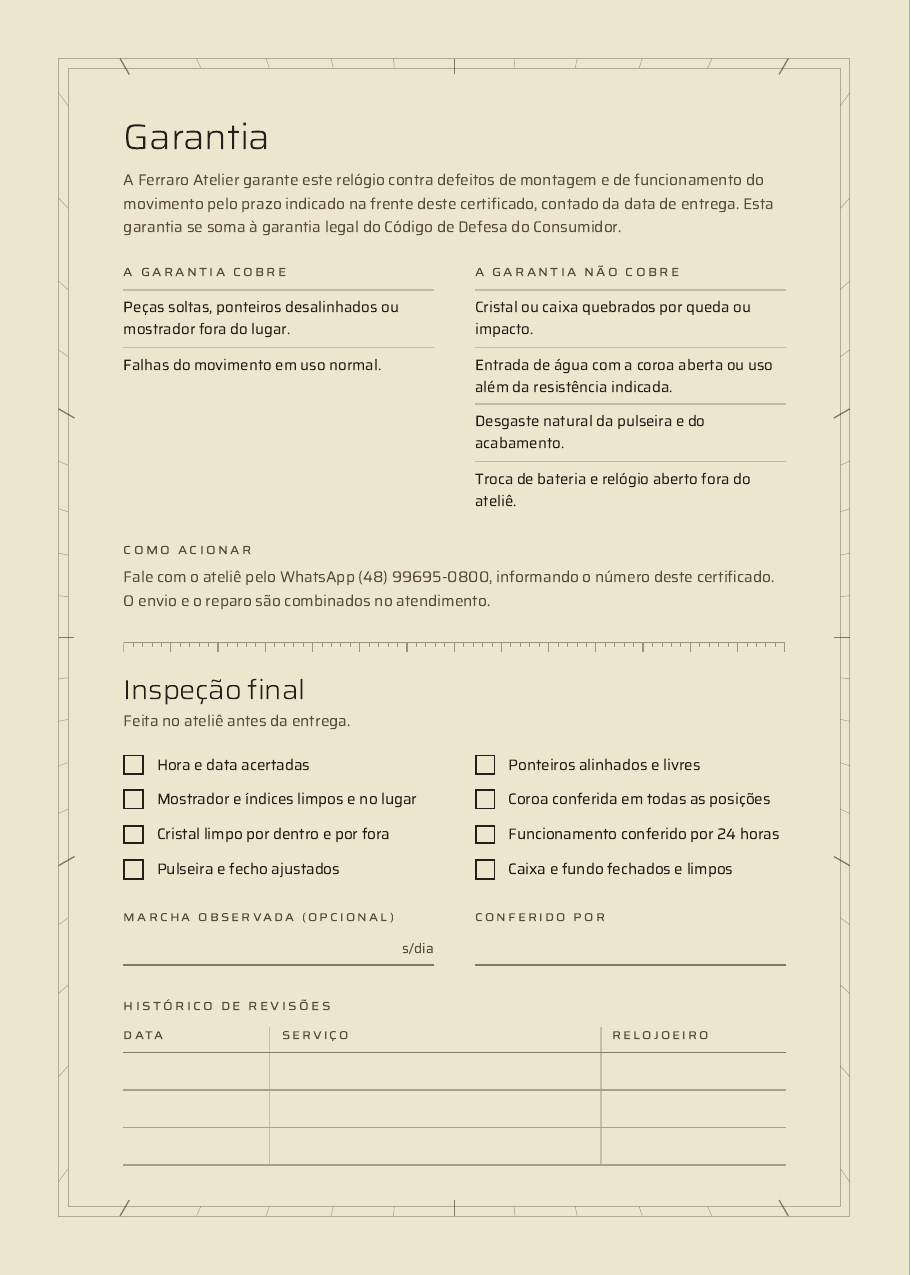 Garantia
A Ferraro Atelier garante este relógio contra defeitos de montagem e de funcionamento do
movimento pelo prazo indicado na frente deste certificado, contado da data de entrega. Esta
garantia se soma à garantia legal do Código de Defesa do Consumidor.
A GARANTIA COBRE
Peças soltas, ponteiros desalinhados ou
mostrador fora do lugar.
Falhas do movimento em uso normal.
A GARANTIA NÃO COBRE
Cristal ou caixa quebrados por queda ou
impacto.
Entrada de água com a coroa aberta ou uso
além da resistência indicada.
Desgaste natural da pulseira e do
acabamento.
Troca de bateria e relógio aberto fora do
ateliê.
COMO ACIONAR
Fale com o ateliê pelo WhatsApp (48) 99695-0800, informando o número deste certificado.
O envio e o reparo são combinados no atendimento.
Inspeção final
Feita no ateliê antes da entrega.
Hora e data acertadas
Mostrador e índices limpos e no lugar
Cristal limpo por dentro e por fora
Pulseira e fecho ajustados
Ponteiros alinhados e livres
Coroa conferida em todas as posições
Funcionamento conferido por 24 horas
Caixa e fundo fechados e limpos
MARCHA OBSERVADA (OPCIONAL)
s/dia
CONFERIDO POR
HISTÓRICO DE REVISÕES
DATA SERVIÇO RELOJOEIRO